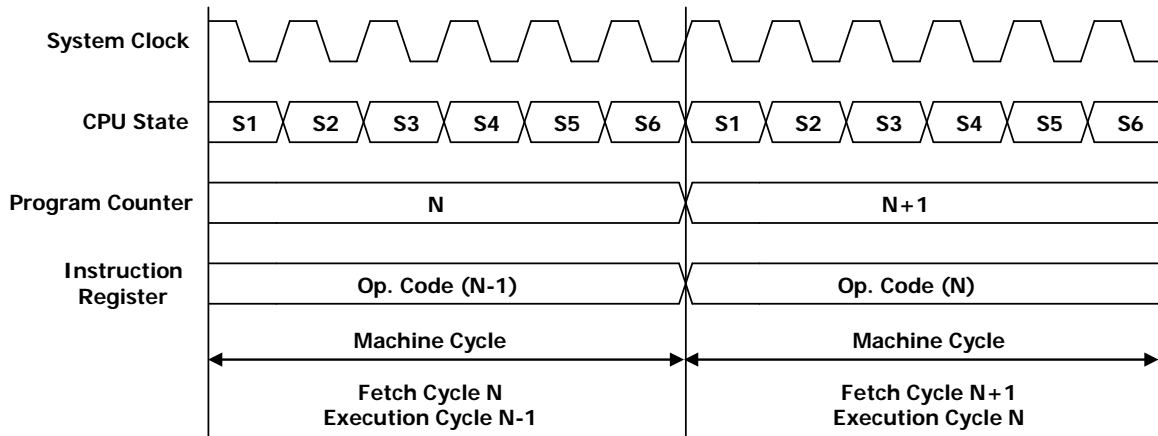 System Clock
CPU State S1 S2 S3 S4 S5 S6 S1 S2 S3 S4 S5 S6
Program Counter N N+1
Instruction
Register Op. Code (N-1) Op. Code (N)
Machine Cycle Machine Cycle
Fetch Cycle N Fetch Cycle N+1
Execution Cycle N-1 Execution Cycle N